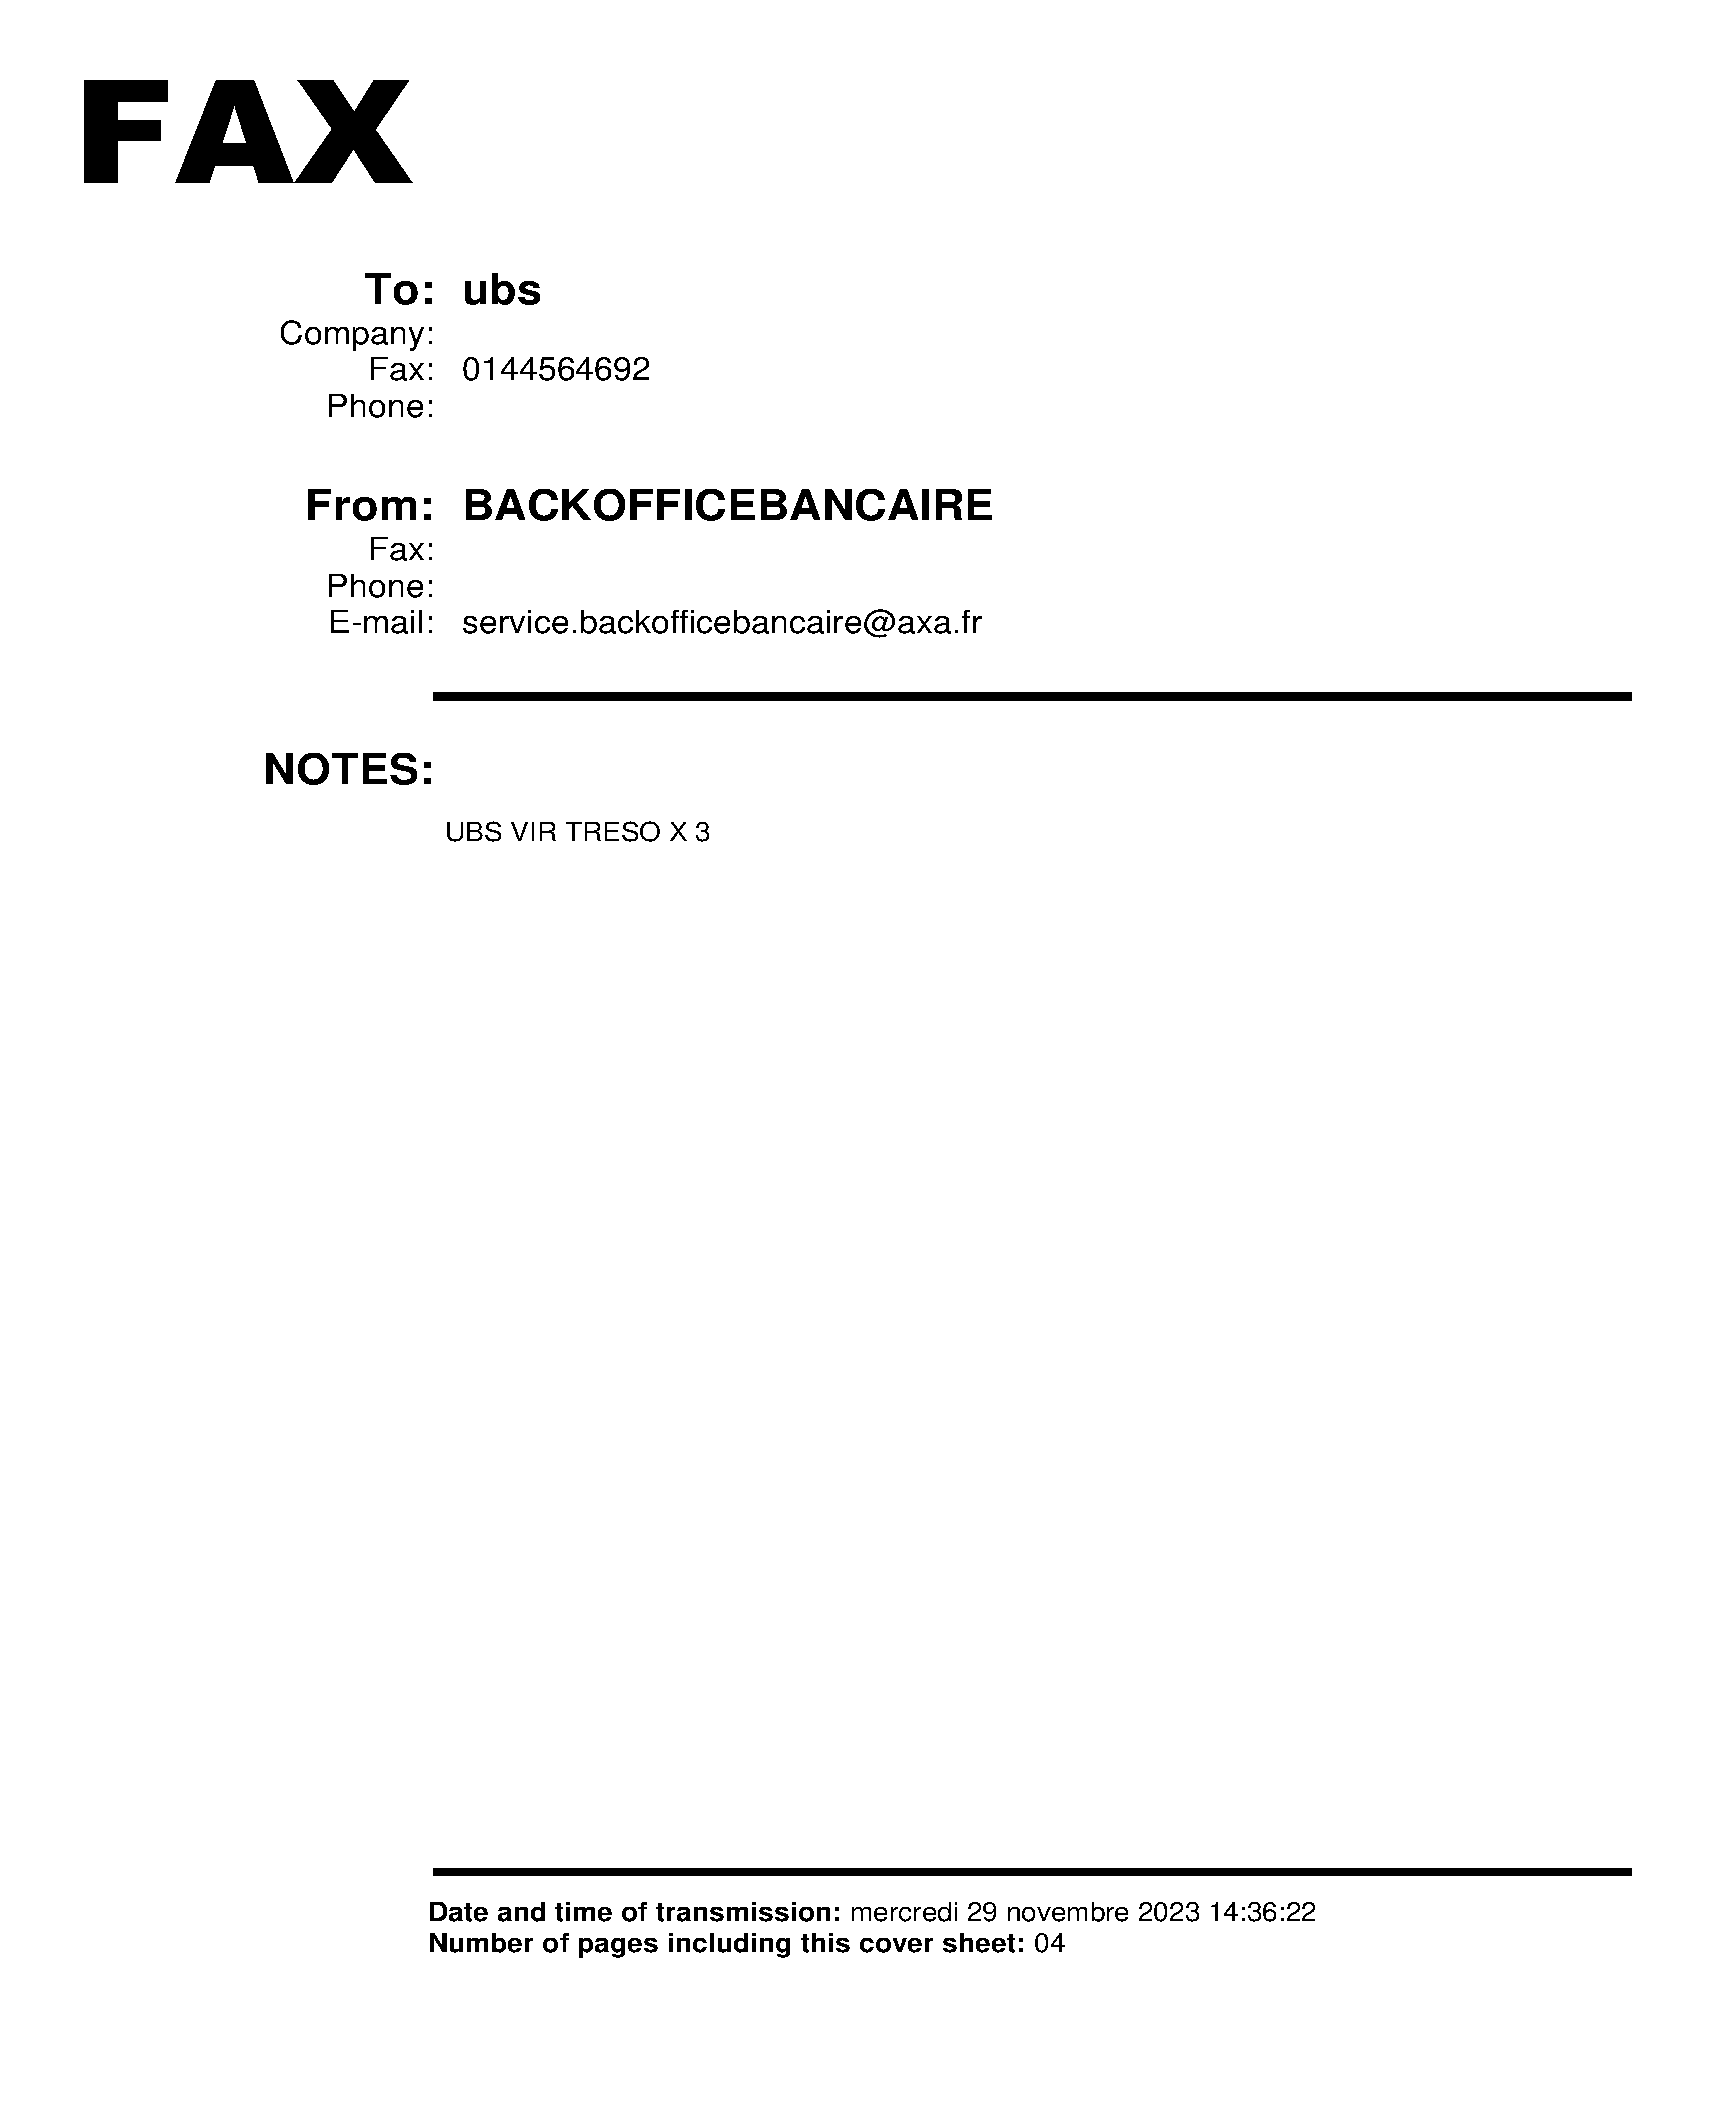 FAX
To: ubs
Company:
Fax: 0144564692
Phone:
From: BACKOFFICEBANCAIRE
Fax:
Phone:
E-mail: service.backofficebancaire@axa.fr
NOTES:
UBS VIR TRESO X 3
Date and time of transmission: mercredi 29 novembre 2023 14:36:22
Number of pages including this cover sheet: 04